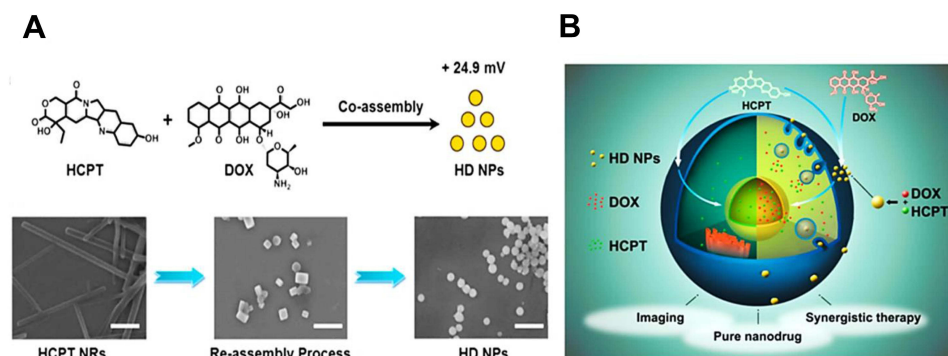 A
B
+ 24.9 mV
Co-assembly
+
HCPT
DOX
HD NPs
HCPT NRs
Re-assembly Process
HD NPs
HCPT
DOX
HD NPs
DOX
HCPT
DOX
HCPT
Imaging
Pure nanodrug
Synergistic therapy